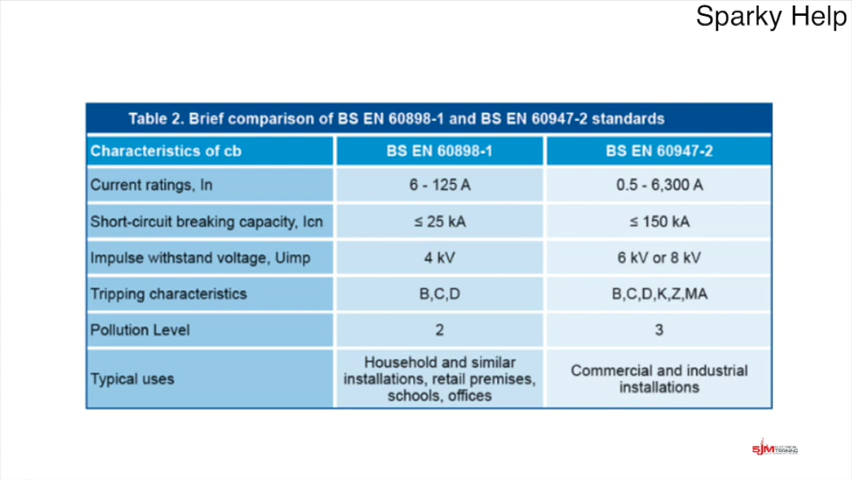 Sparky Help
Table 2. Brief comparison of BS EN 60898-1 and BS EN 60947-2 standards
Characteristics of cb BS EN 60898-1 BS EN 60947-2
Current ratings, In 6 - 125 A 0.5 - 6,300 A
Short-circuit breaking capacity, Icn ≤ 25 kA ≤ 150 kA
Impulse withstand voltage, Uimp 4 kV 6 kV or 8 kV
Tripping characteristics B,C,D B,C,D,K,Z,MA
Pollution Level 2 3
Typical uses
Household and similar
installations, retail premises,
schools, offices
Commercial and industrial
installations
SJM
TRAINING